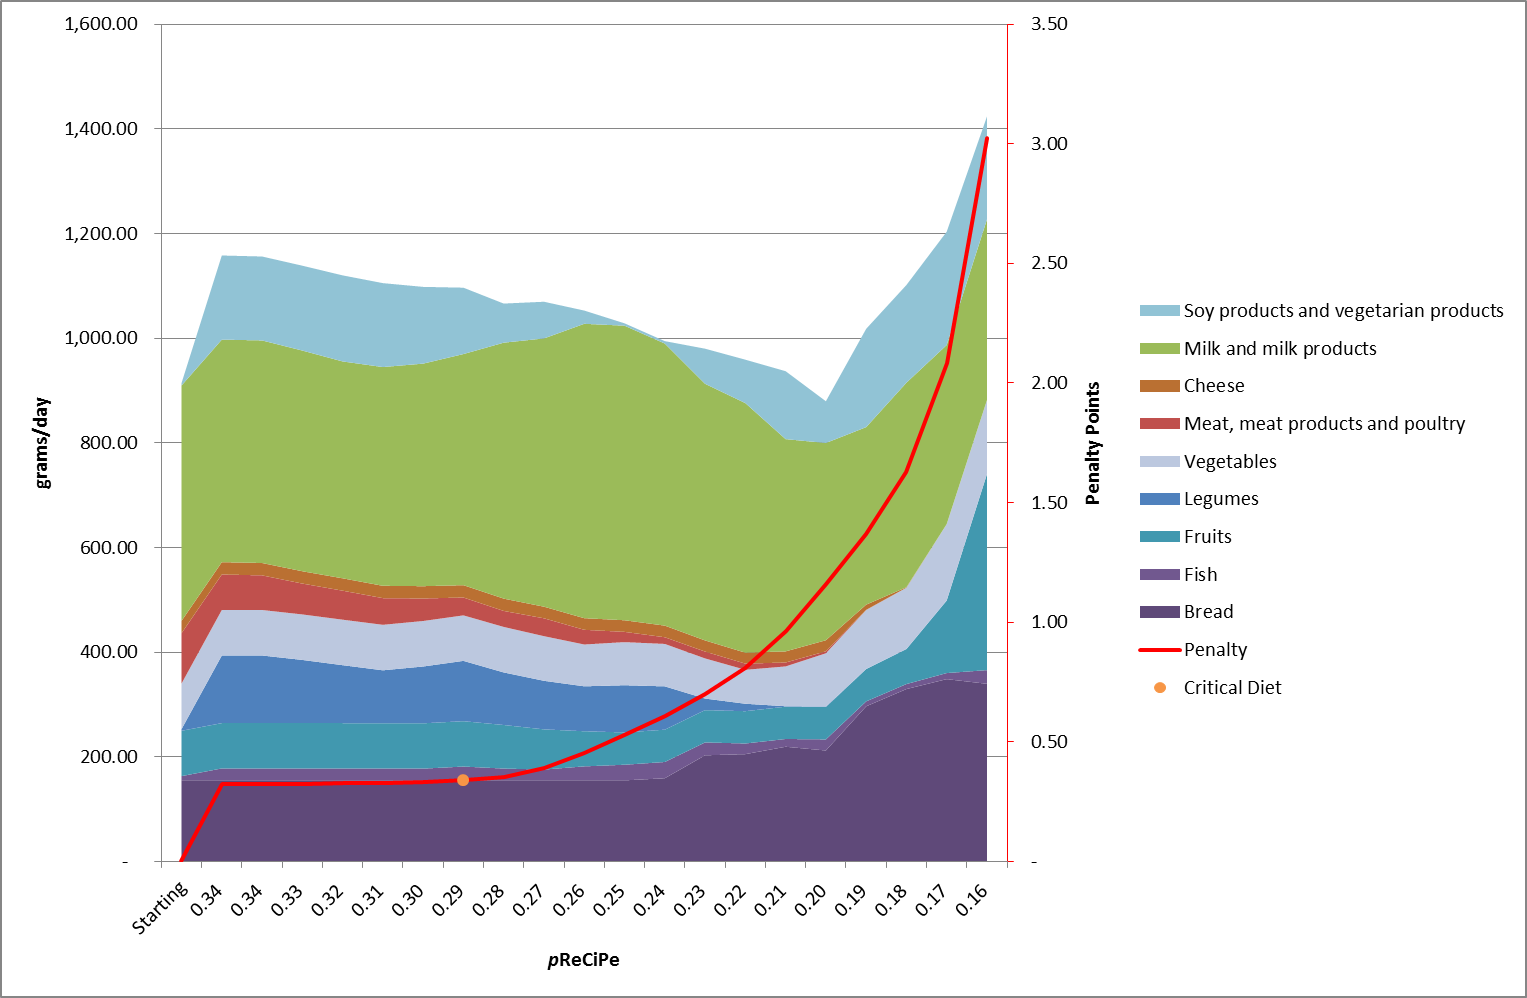 1,600.00
1,400.00
1,200.00
1,000.00
800.00
600.00
400.00
200.00
-
grams/day
3.50
3.00
2.50
2.00
1.50
1.00
0.50
-
Penalty Points
Starting
0.34
0.34
0.33
0.32
0.31
0.30
0.29
0.28
0.27
0.26
0.25
0.24
0.23
0.22
0.21
0.20
0.19
0.18
0.17
0.16
pReCiPe
Soy products and vegetarian products
Milk and milk products
Cheese
Meat, meat products and poultry
Vegetables
Legumes
Fruits
Fish
Bread
Penalty
Critical Diet